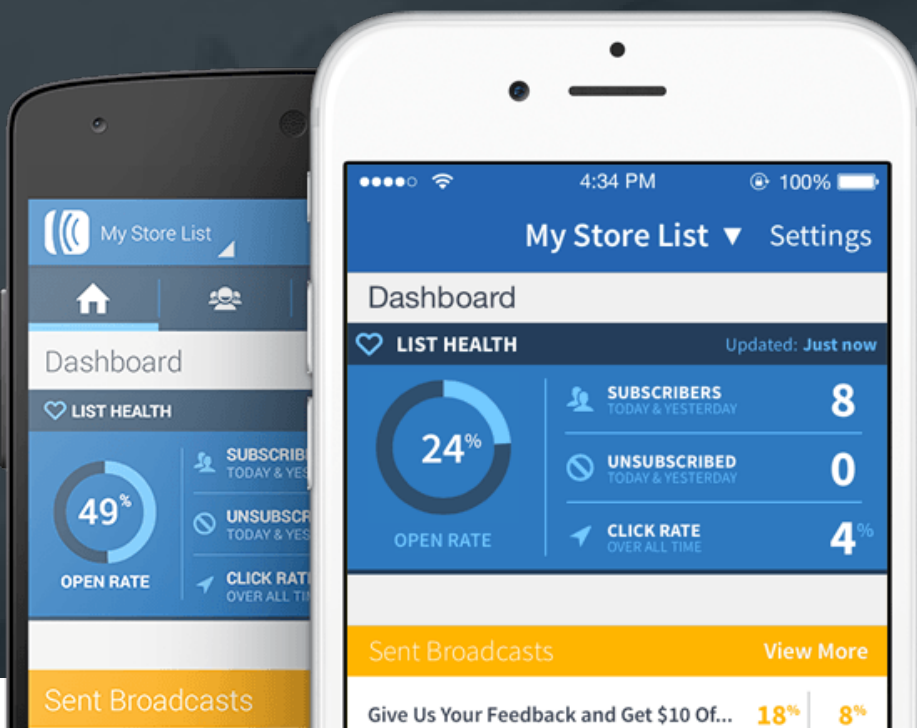 My Store List
Dashboard
LIST HEALTH
49%
OPEN RATE
SUBSCRIB
TODAY & YES
UNSUBSCR
TODAY & YES
CLICK RAT
OVER ALL TI
Sent Broadcasts
4:34 PM
100%
My Store List ▼ Settings
Dashboard
LIST HEALTH Updated: Just now
24%
OPEN RATE
SUBSCRIBERS 8
TODAY & YESTERDAY
UNSUBSCRIBED 0
TODAY & YESTERDAY
CLICK RATE 4%
OVER ALL TIME
Sent Broadcasts View More
Give Us Your Feedback and Get $10 Of... 18% 8%